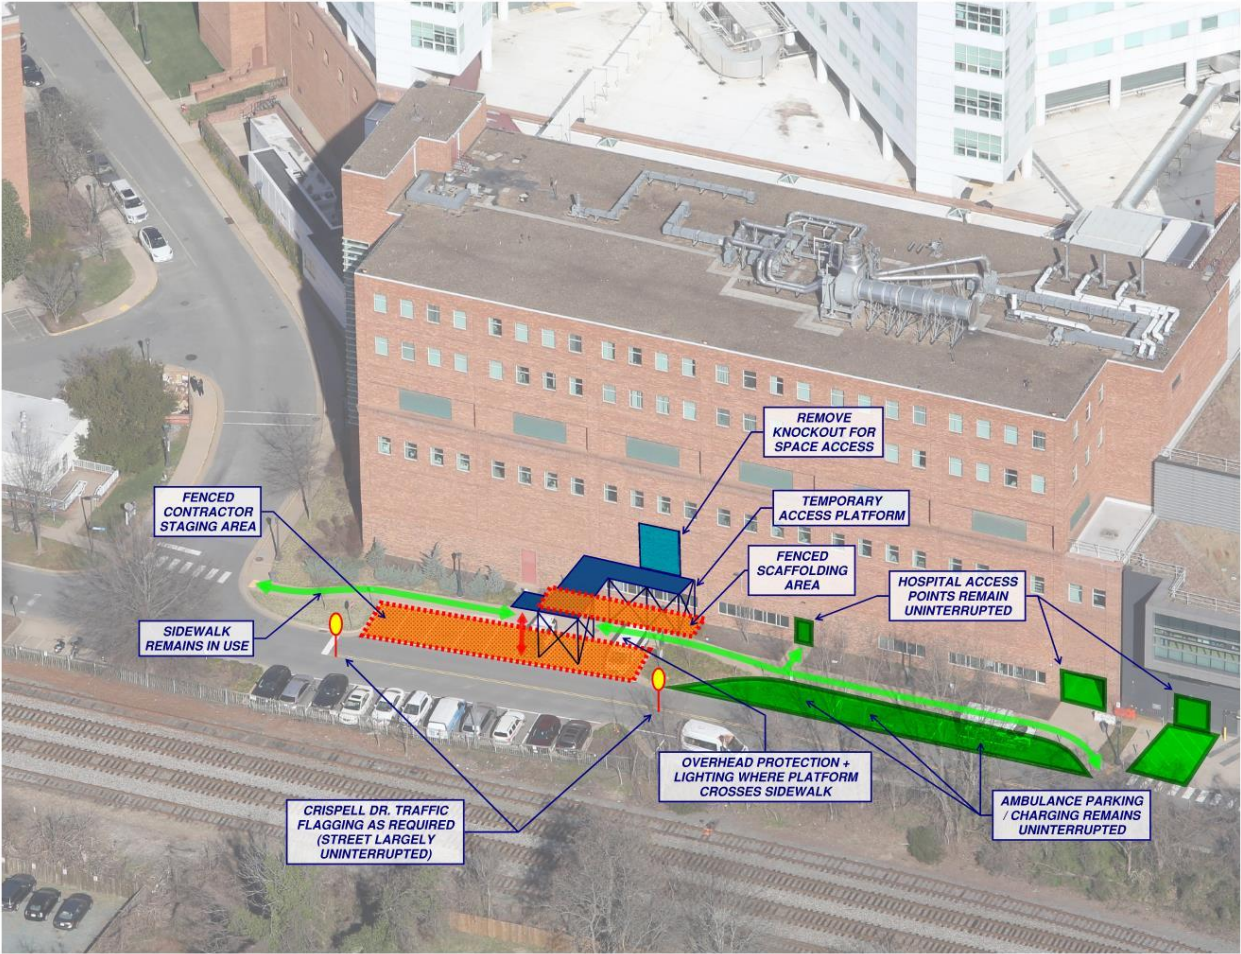 REMOVE
KNOCKOUT FOR
SPACE ACCESS
FENCED
CONTRACTOR
STAGING AREA
TEMPORARY
ACCESS PLATFORM
FENCED
SCAFFOLDING
AREA
HOSPITAL ACCESS
POINTS REMAIN
UNINTERRUPTED
SIDEWALK
REMAINS IN USE
OVERHEAD PROTECTION +
LIGHTING WHERE PLATFORM
CROSSES SIDEWALK
CRISPELL DR. TRAFFIC
FLAGGING AS REQUIRED
(STREET LARGELY
UNINTERRUPTED)
AMBULANCE PARKING
/ CHARGING REMAINS
UNINTERRUPTED